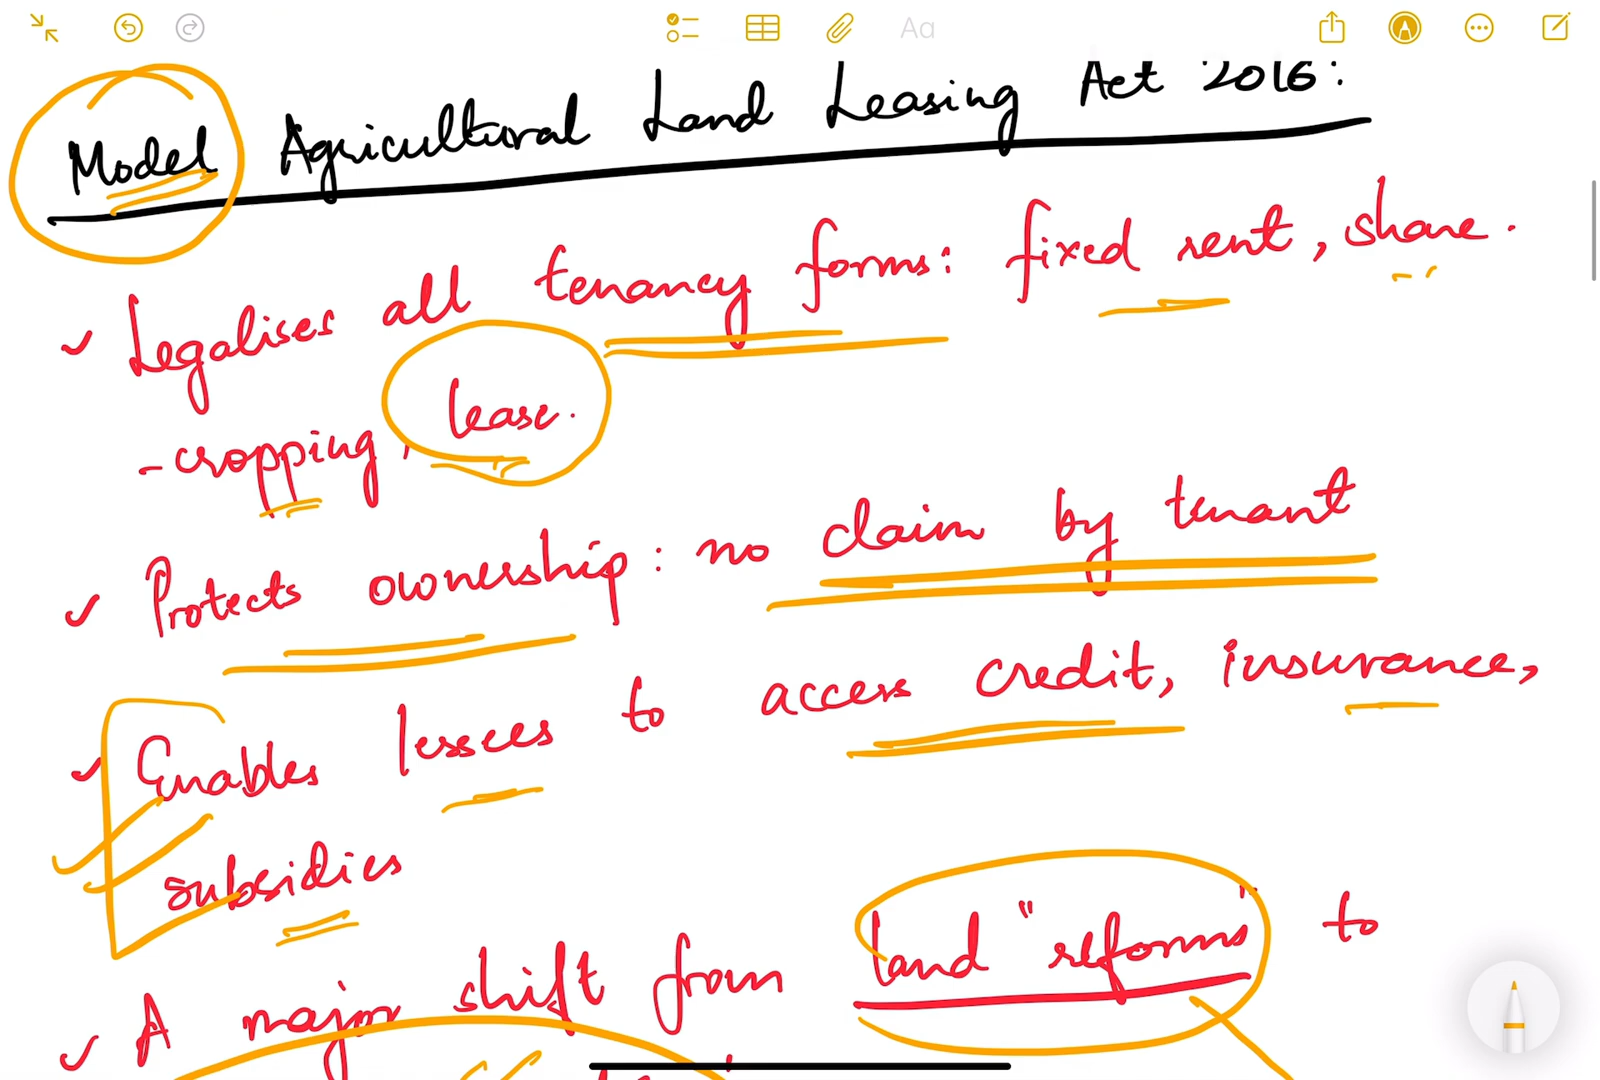 Aa
Model Agricultural Land Leasing Act 2016:
✓ Legalises all tenancy forms: fixed rent, share.
-cropping, lease.
✓ Protects ownership: no claim by tenant
✓ Enables lessees to access credit, insurance,
subsidies
✓ A major shift from land "reforms" to